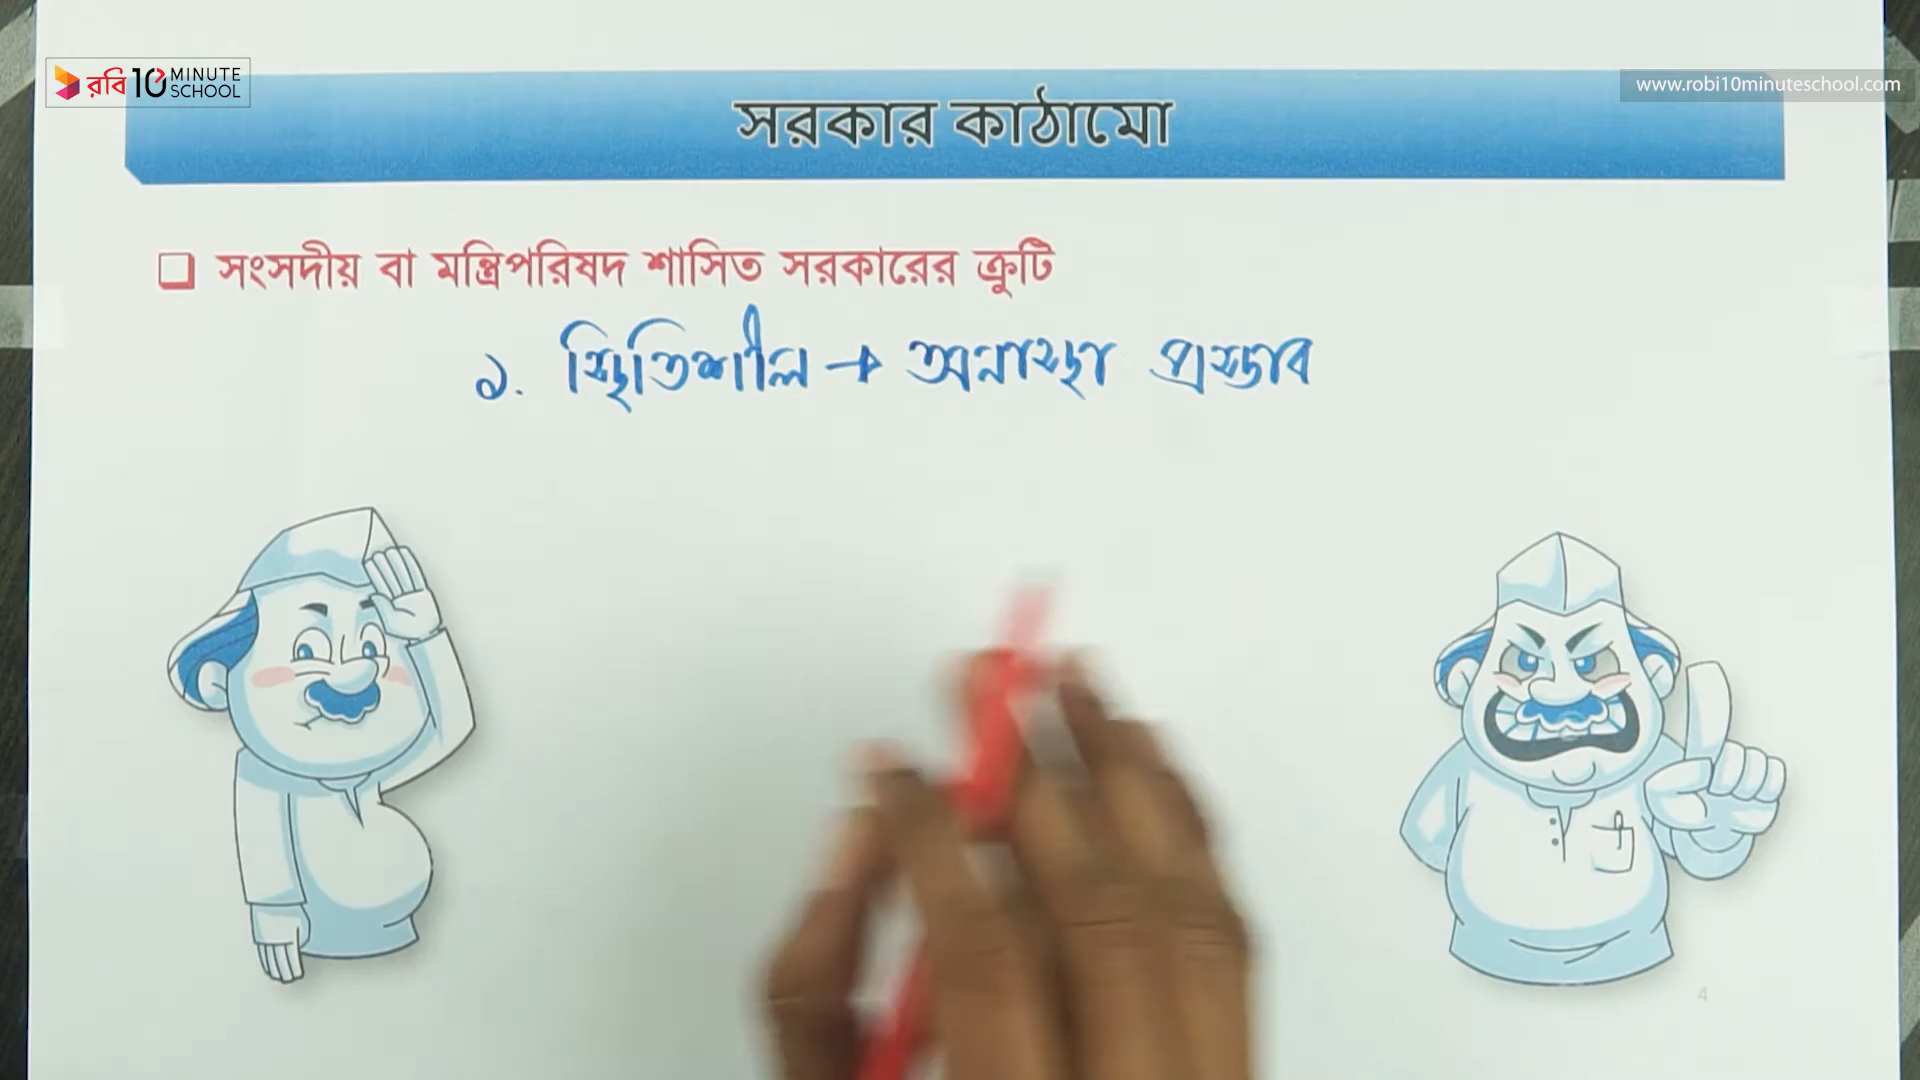 রবি 10 MINUTE SCHOOL
www.robi10minuteschool.com
সরকার কাঠামো
সংসদীয় বা মন্ত্রিপরিষদ শাসিত সরকারের ত্রুটি
১. স্থিতিশীল → অনাস্থা প্রস্তাব
4